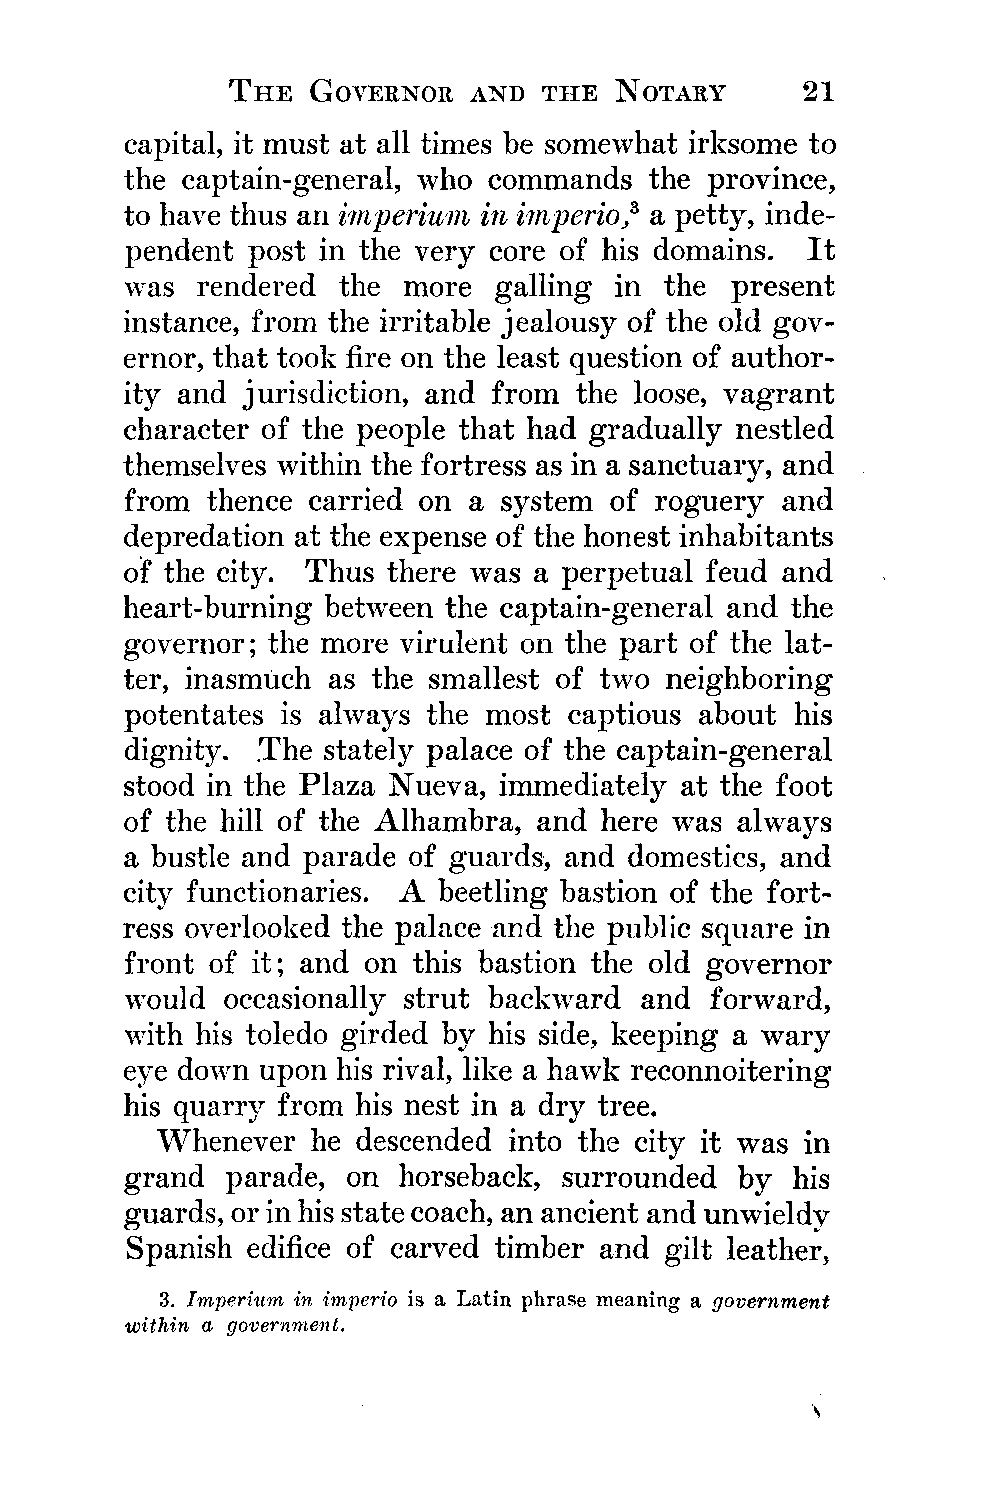 THE GOVERNOR AND THE NOTARY 21
capital, it must at all times be somewhat irksome to
the captain-general, who commands the province,
to have thus an imperium in imperio,³ a petty, inde-
pendent post in the very core of his domains. It
was rendered the more galling in the present
instance, from the irritable jealousy of the old gov-
ernor, that took fire on the least question of author-
ity and jurisdiction, and from the loose, vagrant
character of the people that had gradually nestled
themselves within the fortress as in a sanctuary, and
from thence carried on a system of roguery and
depredation at the expense of the honest inhabitants
of the city. Thus there was a perpetual feud and
heart-burning between the captain-general and the
governor; the more virulent on the part of the lat-
ter, inasmuch as the smallest of two neighboring
potentates is always the most captious about his
dignity. The stately palace of the captain-general
stood in the Plaza Nueva, immediately at the foot
of the hill of the Alhambra, and here was always
a bustle and parade of guards, and domestics, and
city functionaries. A beetling bastion of the fort-
ress overlooked the palace and the public square in
front of it; and on this bastion the old governor
would occasionally strut backward and forward,
with his toledo girded by his side, keeping a wary
eye down upon his rival, like a hawk reconnoitering
his quarry from his nest in a dry tree.
Whenever he descended into the city it was in
grand parade, on horseback, surrounded by his
guards, or in his state coach, an ancient and unwieldy
Spanish edifice of carved timber and gilt leather,
3. Imperium in imperio is a Latin phrase meaning a government
within a government.